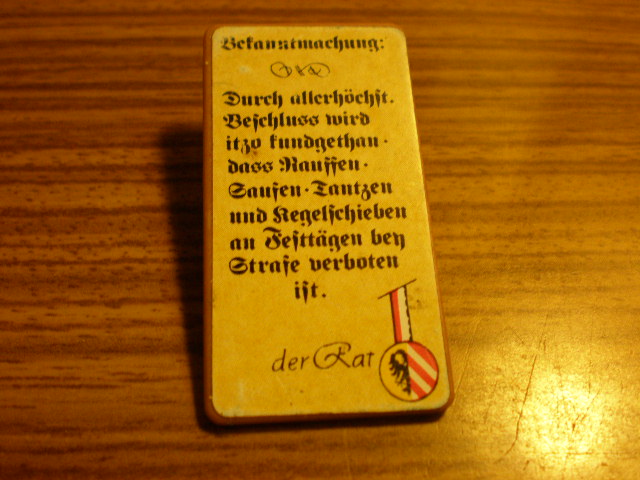 Bekanntmachung:
Durch allerhöchst.
Beschluss wird
itzo kundgethan ·
dass Rauffen ·
Saufen · Tantzen
und Kegelschieben
an Festtägen bey
Strafe verboten
ist.
der Rat